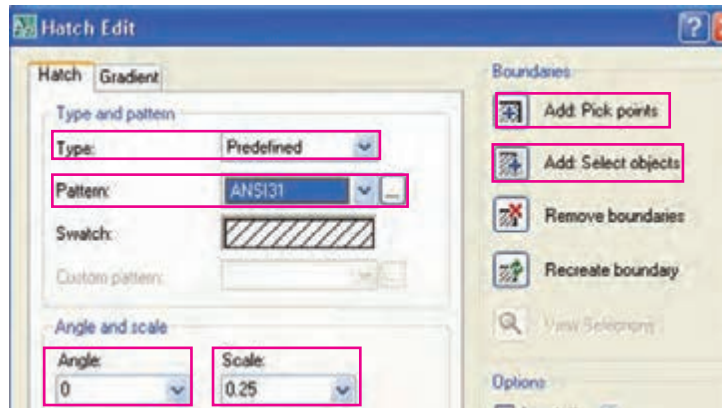 Hatch Edit
Hatch
Gradient
Type and pattern
Type:
Predefined
Pattern:
ANSI31
...
Swatch:
Custom pattern:
Angle and scale
Angle:
Scale:
0
0.25
Boundaries
Add: Pick points
Add: Select objects
Remove boundaries
Recreate boundary
View Selections
Options